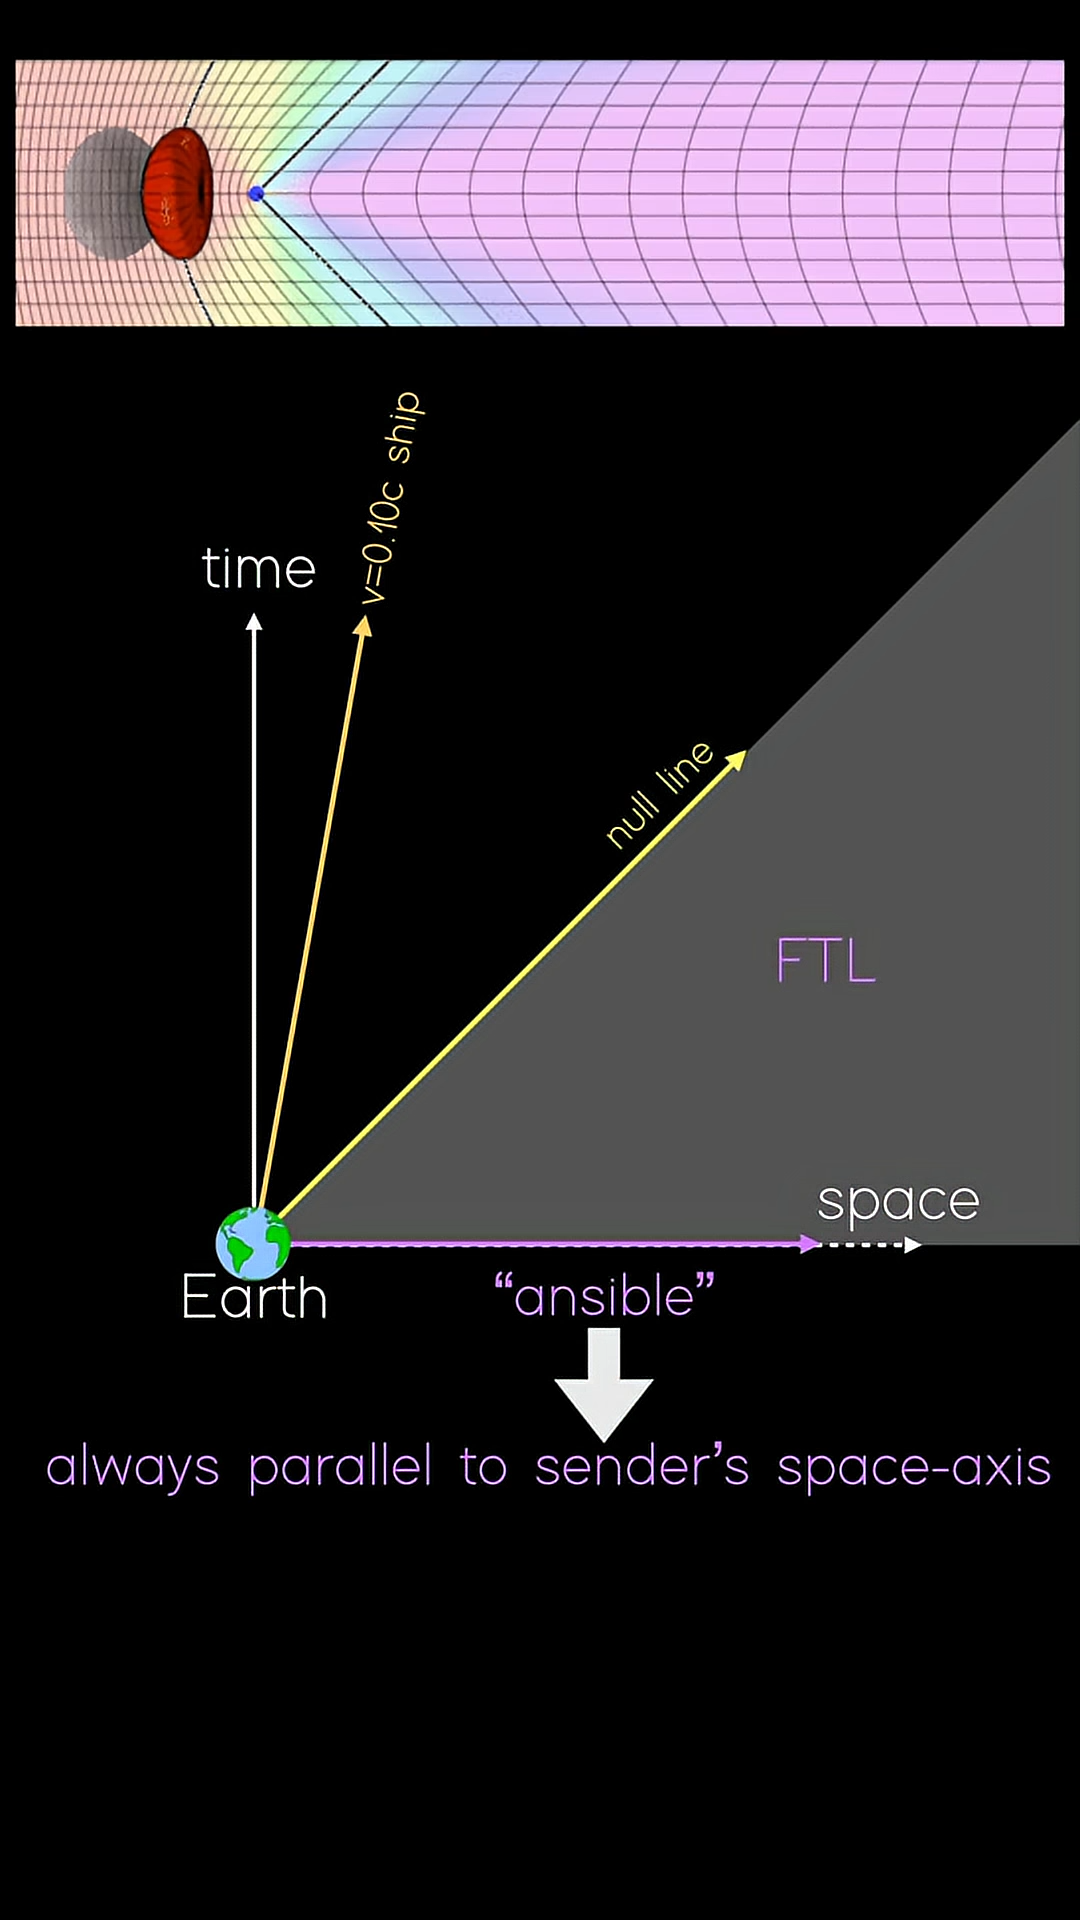 v=0.10c ship
time
null line
FTL
space
Earth
“ansible”
always parallel to sender’s space-axis